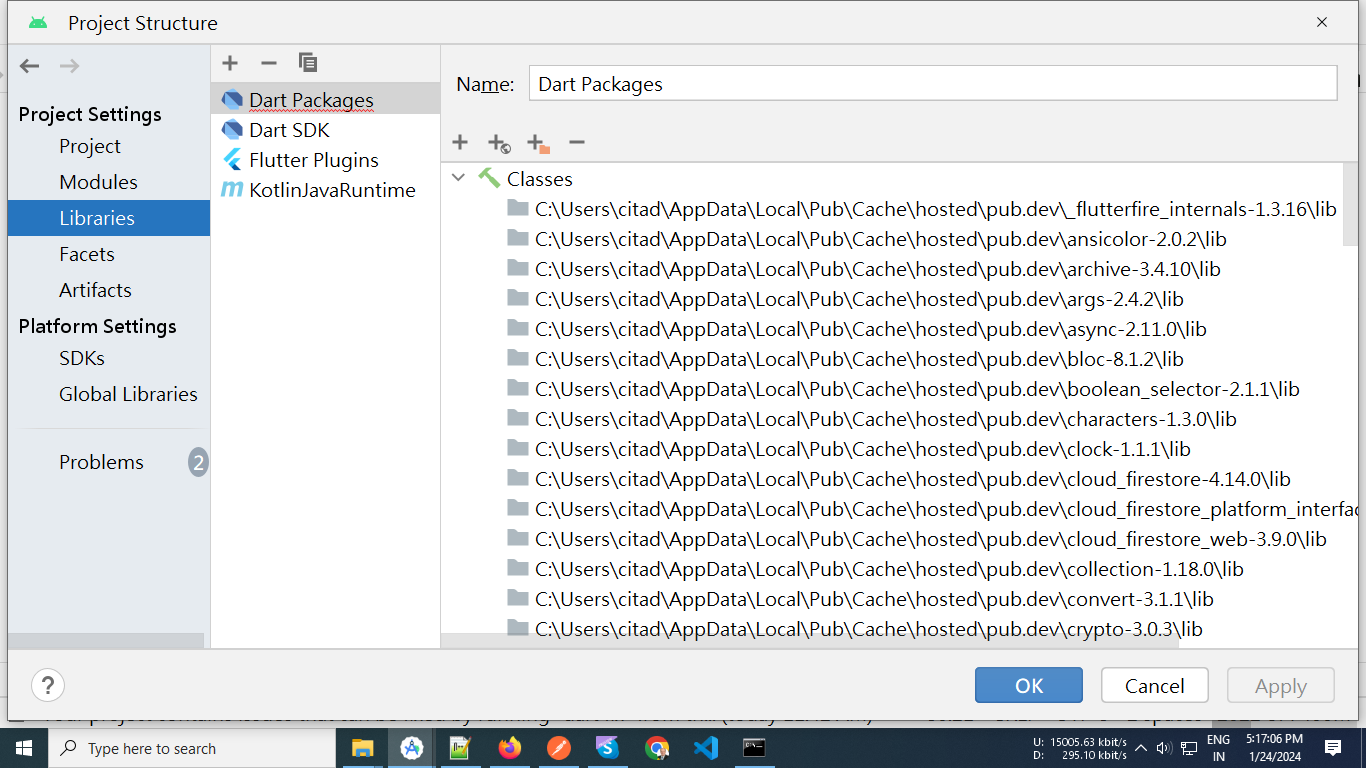 Project Structure
Project Settings
Project
Modules
Libraries
Facets
Artifacts
Platform Settings
SDKs
Global Libraries
Problems 2
Dart Packages
Dart SDK
Flutter Plugins
KotlinJavaRuntime
Name: Dart Packages
Classes
C:\Users\citad\AppData\Local\Pub\Cache\hosted\pub.dev\_flutterfire_internals-1.3.16\lib
C:\Users\citad\AppData\Local\Pub\Cache\hosted\pub.dev\ansicolor-2.0.2\lib
C:\Users\citad\AppData\Local\Pub\Cache\hosted\pub.dev\archive-3.4.10\lib
C:\Users\citad\AppData\Local\Pub\Cache\hosted\pub.dev\args-2.4.2\lib
C:\Users\citad\AppData\Local\Pub\Cache\hosted\pub.dev\async-2.11.0\lib
C:\Users\citad\AppData\Local\Pub\Cache\hosted\pub.dev\bloc-8.1.2\lib
C:\Users\citad\AppData\Local\Pub\Cache\hosted\pub.dev\boolean_selector-2.1.1\lib
C:\Users\citad\AppData\Local\Pub\Cache\hosted\pub.dev\characters-1.3.0\lib
C:\Users\citad\AppData\Local\Pub\Cache\hosted\pub.dev\clock-1.1.1\lib
C:\Users\citad\AppData\Local\Pub\Cache\hosted\pub.dev\cloud_firestore-4.14.0\lib
C:\Users\citad\AppData\Local\Pub\Cache\hosted\pub.dev\cloud_firestore_platform_interfac
C:\Users\citad\AppData\Local\Pub\Cache\hosted\pub.dev\cloud_firestore_web-3.9.0\lib
C:\Users\citad\AppData\Local\Pub\Cache\hosted\pub.dev\collection-1.18.0\lib
C:\Users\citad\AppData\Local\Pub\Cache\hosted\pub.dev\convert-3.1.1\lib
C:\Users\citad\AppData\Local\Pub\Cache\hosted\pub.dev\crypto-3.0.3\lib
?
OK
Cancel
Apply
Type here to search
U: 15005.63 kbit/s
D: 295.10 kbit/s
ENG
IN
5:17:06 PM
1/24/2024